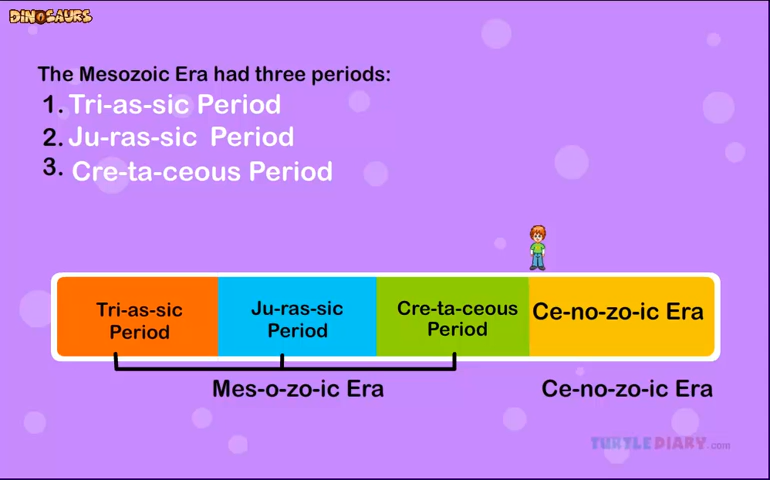 DINOSAURS
The Mesozoic Era had three periods:
1. Tri-as-sic Period
2. Ju-ras-sic Period
3. Cre-ta-ceous Period
Tri-as-sic
Period
Ju-ras-sic
Period
Cre-ta-ceous
Period
Ce-no-zo-ic Era
Mes-o-zo-ic Era
Ce-no-zo-ic Era
TURTLEDIARY.com